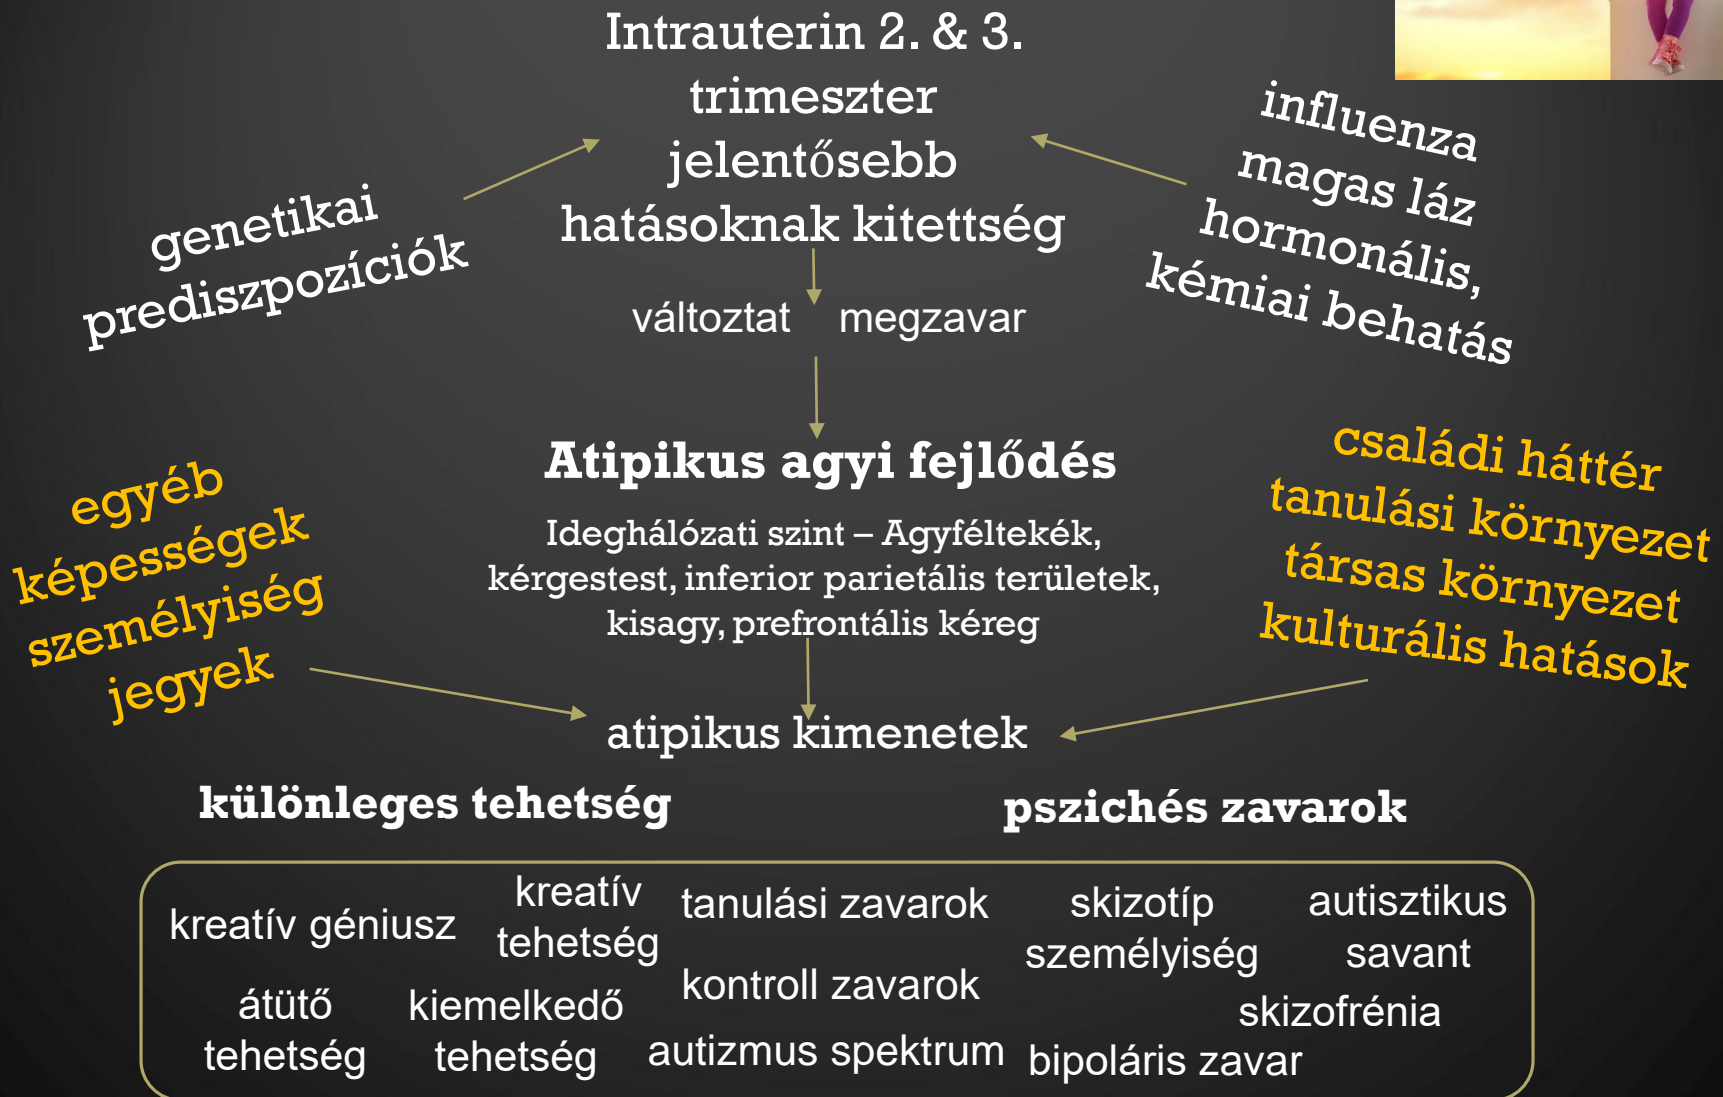 Intrauterin 2. & 3.
trimeszter
jelentősebb
hatásoknak kitettség
genetikai
prediszpozíciók
influenza
magas láz
hormonális,
kémiai behatás
változtat megzavar
Atipikus agyi fejlődés
Ideghálózati szint – Agyféltekék,
kérgestest, inferior parietális területek,
kisagy, prefrontális kéreg
egyéb
képességek
személyiség
jegyek
családi háttér
tanulási környezet
társas környezet
kulturális hatások
atipikus kimenetek
különleges tehetség
pszichés zavarok
kreatív géniusz
kreatív
tehetség
tanulási zavarok
skizotíp
személyiség
autisztikus
savant
átütő
tehetség
kiemelkedő
tehetség
kontroll zavarok
autizmus spektrum
skizofrénia
bipoláris zavar